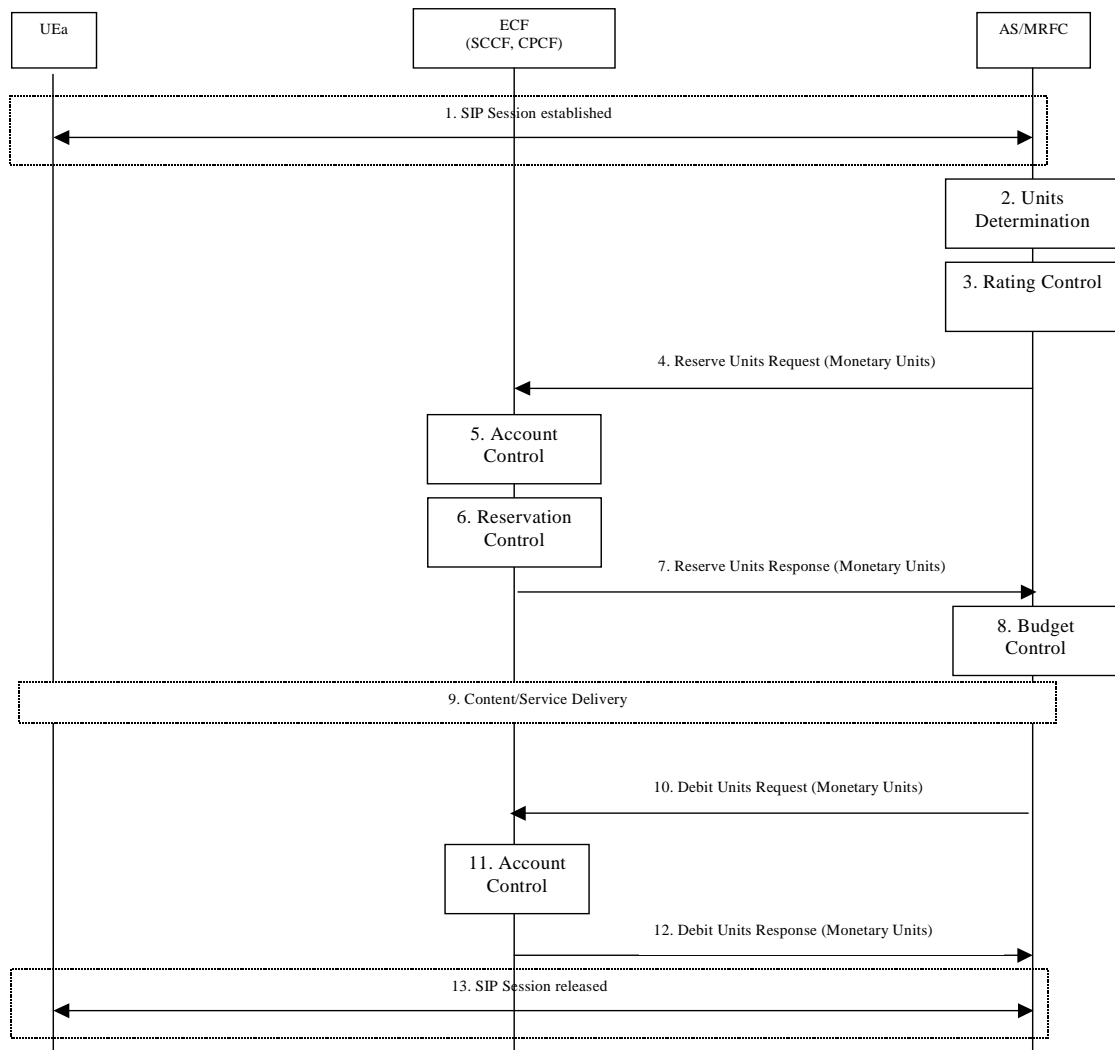 UEa
ECF
(SCCF, CPCF)
AS/MRFC
1. SIP Session established
2. Units
Determination
3. Rating Control
4. Reserve Units Request (Monetary Units)
5. Account
Control
6. Reservation
Control
7. Reserve Units Response (Monetary Units)
8. Budget
Control
9. Content/Service Delivery
10. Debit Units Request (Monetary Units)
11. Account
Control
12. Debit Units Response (Monetary Units)
13. SIP Session released